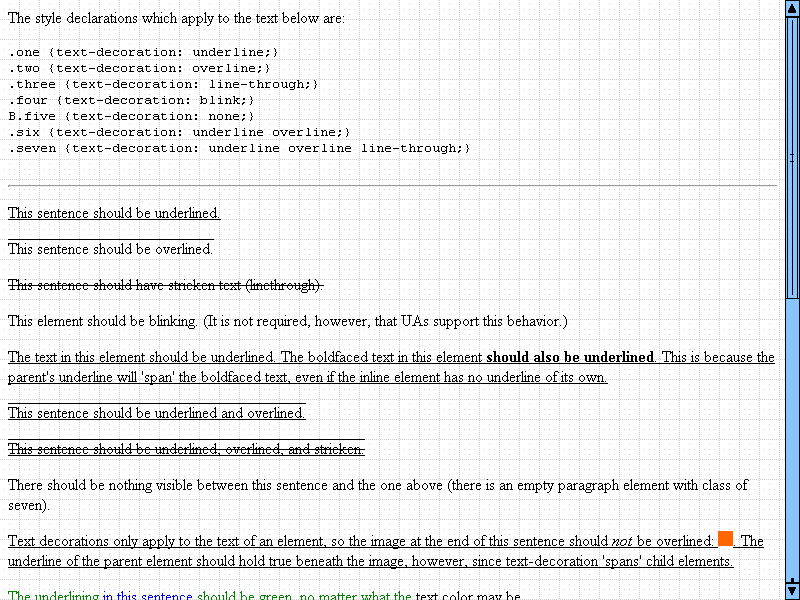 The style declarations which apply to the text below are:
.one {text-decoration: underline;}
.two {text-decoration: overline;}
.three {text-decoration: line-through;}
.four {text-decoration: blink;}
B.five {text-decoration: none;}
.six {text-decoration: underline overline;}
.seven {text-decoration: underline overline line-through;}
This sentence should be underlined.
This sentence should be overlined.
This sentence should have stricken text (linethrough).
This element should be blinking. (It is not required, however, that UAs support this behavior.)
The text in this element should be underlined. The boldfaced text in this element should also be underlined. This is because the
parent's underline will 'span' the boldfaced text, even if the inline element has no underline of its own.
This sentence should be underlined and overlined.
This sentence should be underlined, overlined, and stricken.
There should be nothing visible between this sentence and the one above (there is an empty paragraph element with class of
seven).
Text decorations only apply to the text of an element, so the image at the end of this sentence should not be overlined: . The
underline of the parent element should hold true beneath the image, however, since text-decoration 'spans' child elements.
The underlining in this sentence should be green, no matter what the text color may be.